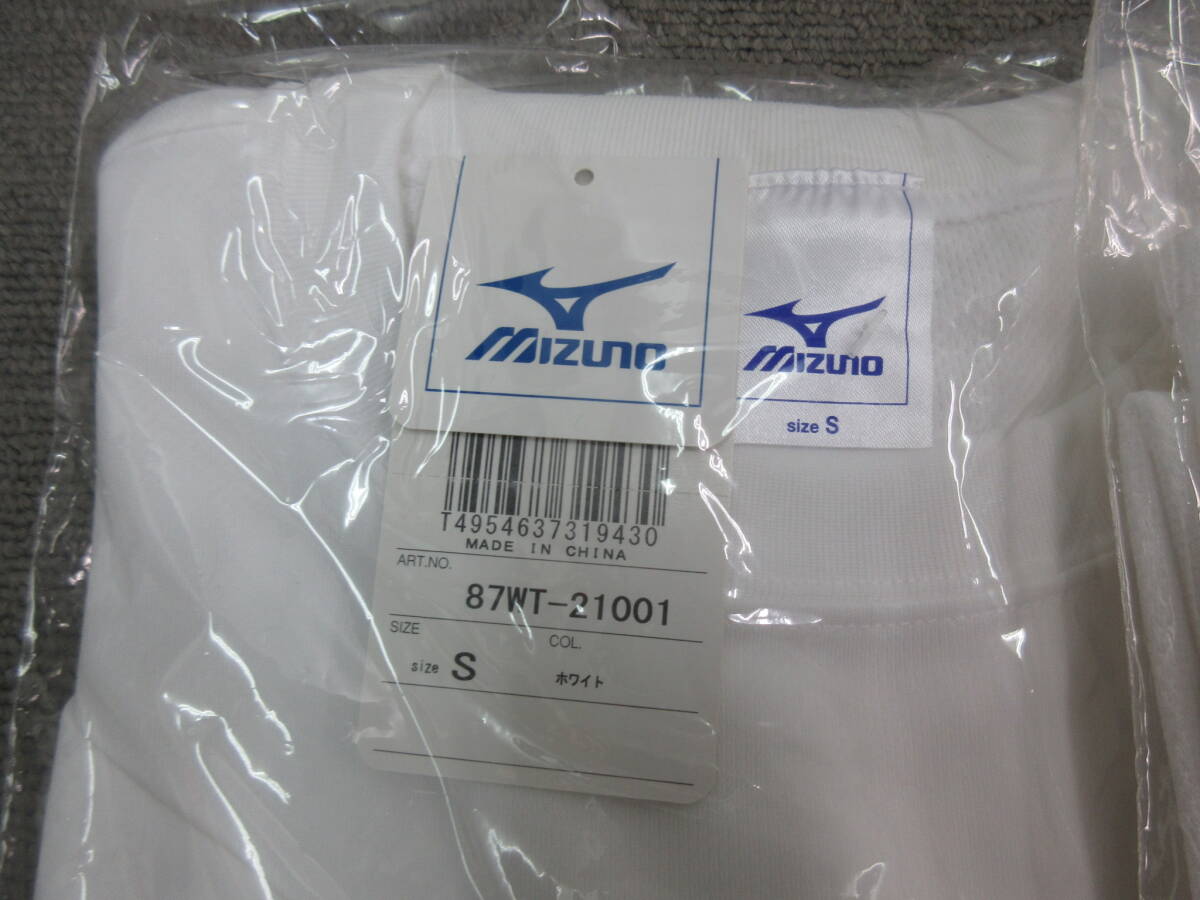 MIZUNO
MIZUNO
size S
T4954637319430
MADE IN CHINA
ART.NO.
87WT-21001
SIZE
COL.
size S
ホワイト